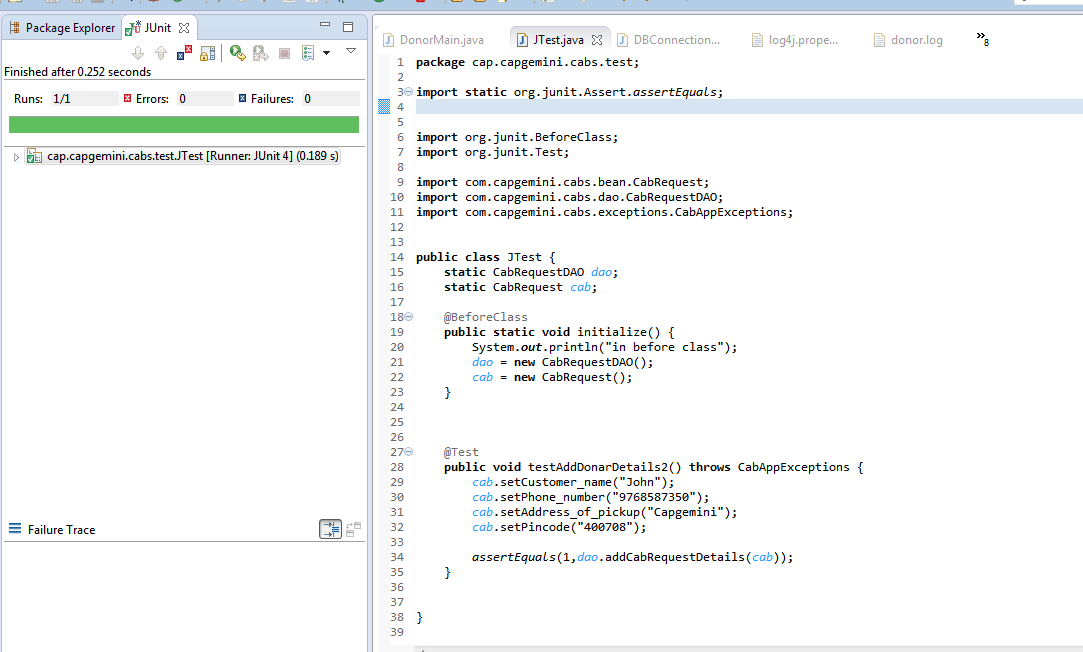 Package Explorer
JUnit
Finished after 0.252 seconds
Runs: 1/1
Errors: 0
Failures: 0
cap.capgemini.cabs.test.JTest [Runner: JUnit 4] (0.189 s)
Failure Trace
DonorMain.java
JTest.java
DBConnection...
log4j.prope...
donor.log
»8
1 package cap.capgemini.cabs.test;
2
3 import static org.junit.Assert.assertEquals;
4
5
6 import org.junit.BeforeClass;
7 import org.junit.Test;
8
9 import com.capgemini.cabs.bean.CabRequest;
10 import com.capgemini.cabs.dao.CabRequestDAO;
11 import com.capgemini.cabs.exceptions.CabAppExceptions;
12
13
14 public class JTest {
15     static CabRequestDAO dao;
16     static CabRequest cab;
17
18     @BeforeClass
19     public static void initialize() {
20         System.out.println("in before class");
21         dao = new CabRequestDAO();
22         cab = new CabRequest();
23     }
24
25
26
27     @Test
28     public void testAddDonarDetails2() throws CabAppExceptions {
29         cab.setCustomer_name("John");
30         cab.setPhone_number("9768587350");
31         cab.setAddress_of_pickup("Capgemini");
32         cab.setPincode("400708");
33
34         assertEquals(1,dao.addCabRequestDetails(cab));
35     }
36
37
38 }
39